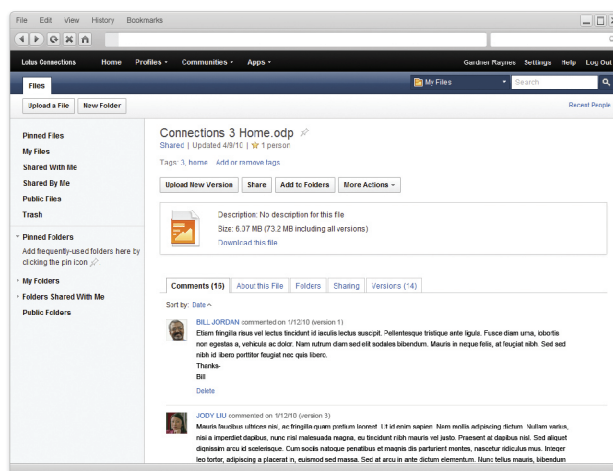 File Edit View History Bookmarks
Lotus Connections Home Profiles Communities Apps Gardner Raynes Settings Help Log Out
Files My Files Search
Upload a File New Folder Recent People
Pinned Files
My Files
Shared With Me
Shared By Me
Public Files
Trash
Pinned Folders
Add frequently-used folders here by
clicking the pin icon
My Folders
Folders Shared With Me
Public Folders
Connections 3 Home.odp
Shared | Updated 4/9/10 | 1 person
Tags: 3, home Add or remove tags
Upload New Version Share Add to Folders More Actions
Description: No description for this file
Size: 6.07 MB (73.2 MB including all versions)
Download this file
Comments (15) About this File Folders Sharing Versions (14)
Sort by: Date
BILL JORDAN commented on 1/12/10 (version 1)
Etiam fringilla risus vel lectus tincidunt id iaculis lectus suscipit. Pellentesque tristique ante ligula. Fusce diam urna, lobortis
non egestas a, vehicula ac dolor. Nam rutrum diam sed elit sodales bibendum. Mauris in neque felis, at feugiat nibh. Sed sed
nibh id libero porttitor feugiat nec quis libero.
Thanks-
Bill
Delete
JODY LIU commented on 1/12/10 (version 3)
Mauris faucibus ultrices nisi, ac fringilla quam pretium laoreet. Ut id enim sapien. Nam mollis adipiscing dictum. Nullam varius,
nisi a imperdiet dapibus, nunc nisl malesuada magna, eu tincidunt nibh mauris vel justo. Praesent at dapibus nisl. Sed aliquet
dignissim arcu id scelerisque. Cum sociis natoque penatibus et magnis dis parturient montes, nascetur ridiculus mus. Integer
leo tortor, adipiscing a placerat in, euismod sed massa. Sed at arcu in ante dictum elementum. Nunc tellus mauris, bibendum